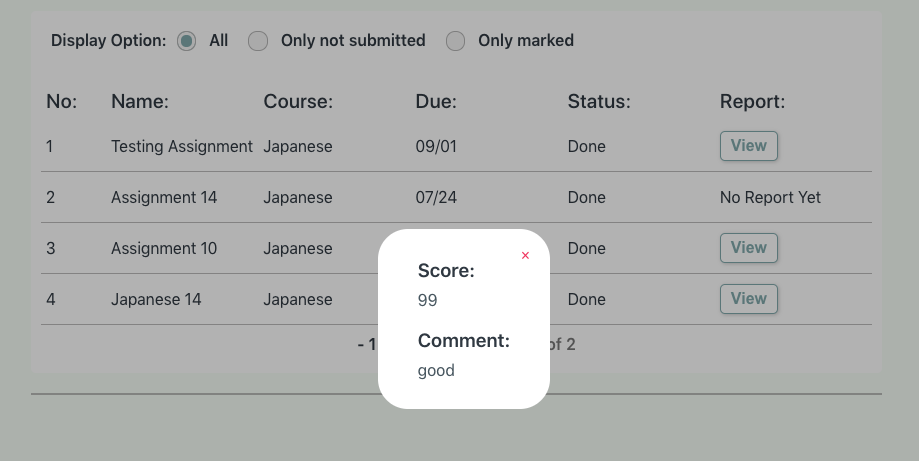 Display Option: All Only not submitted Only marked
No: Name: Course: Due: Status: Report:
1 Testing Assignment Japanese 09/01 Done View
2 Assignment 14 Japanese 07/24 Done No Report Yet
3 Assignment 10 Japanese Done View
4 Japanese 14 Japanese Done View
- 1 of 2
×
Score:
99
Comment:
good